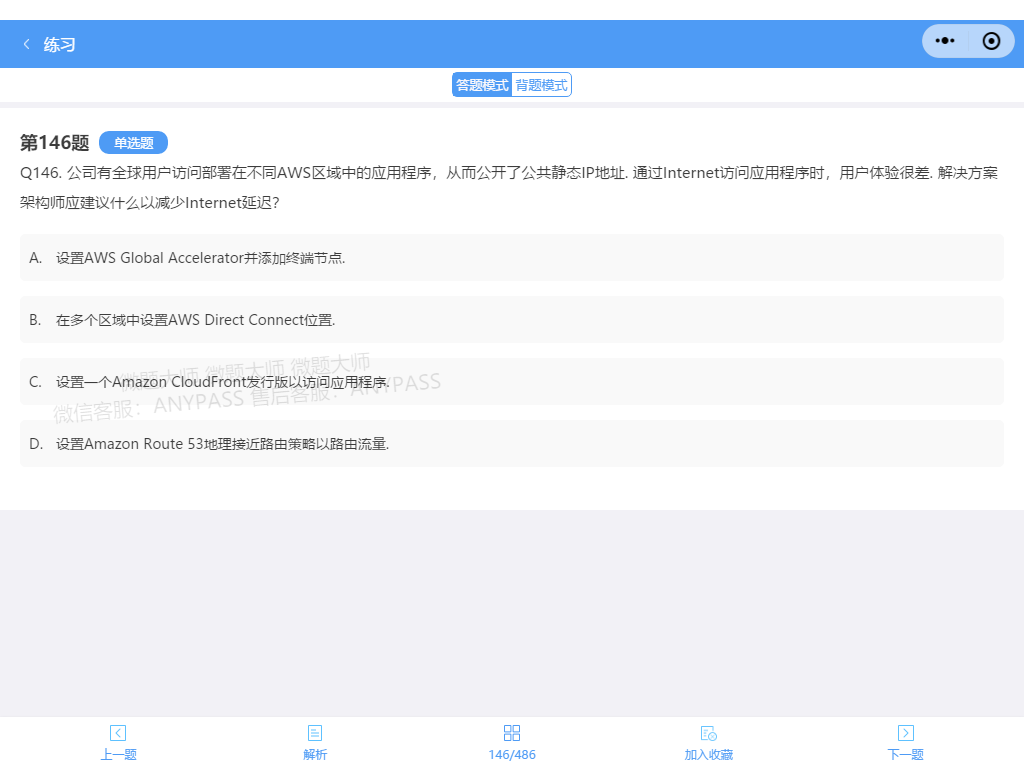 练习
答题模式 背题模式
第146题 单选题
Q146. 公司有全球用户访问部署在不同AWS区域中的应用程序，从而公开了公共静态IP地址. 通过Internet访问应用程序时，用户体验很差. 解决方案
架构师应建议什么以减少Internet延迟？
A. 设置AWS Global Accelerator并添加终端节点.
B. 在多个区域中设置AWS Direct Connect位置.
微题大师 微题大师 微题大师
C. 设置一个Amazon CloudFront发行版以访问应用程序.
微信客服：ANYPASS 售后客服：ANYPASS
D. 设置Amazon Route 53地理接近路由策略以路由流量.
上一题 解析 146/486 加入收藏 下一题